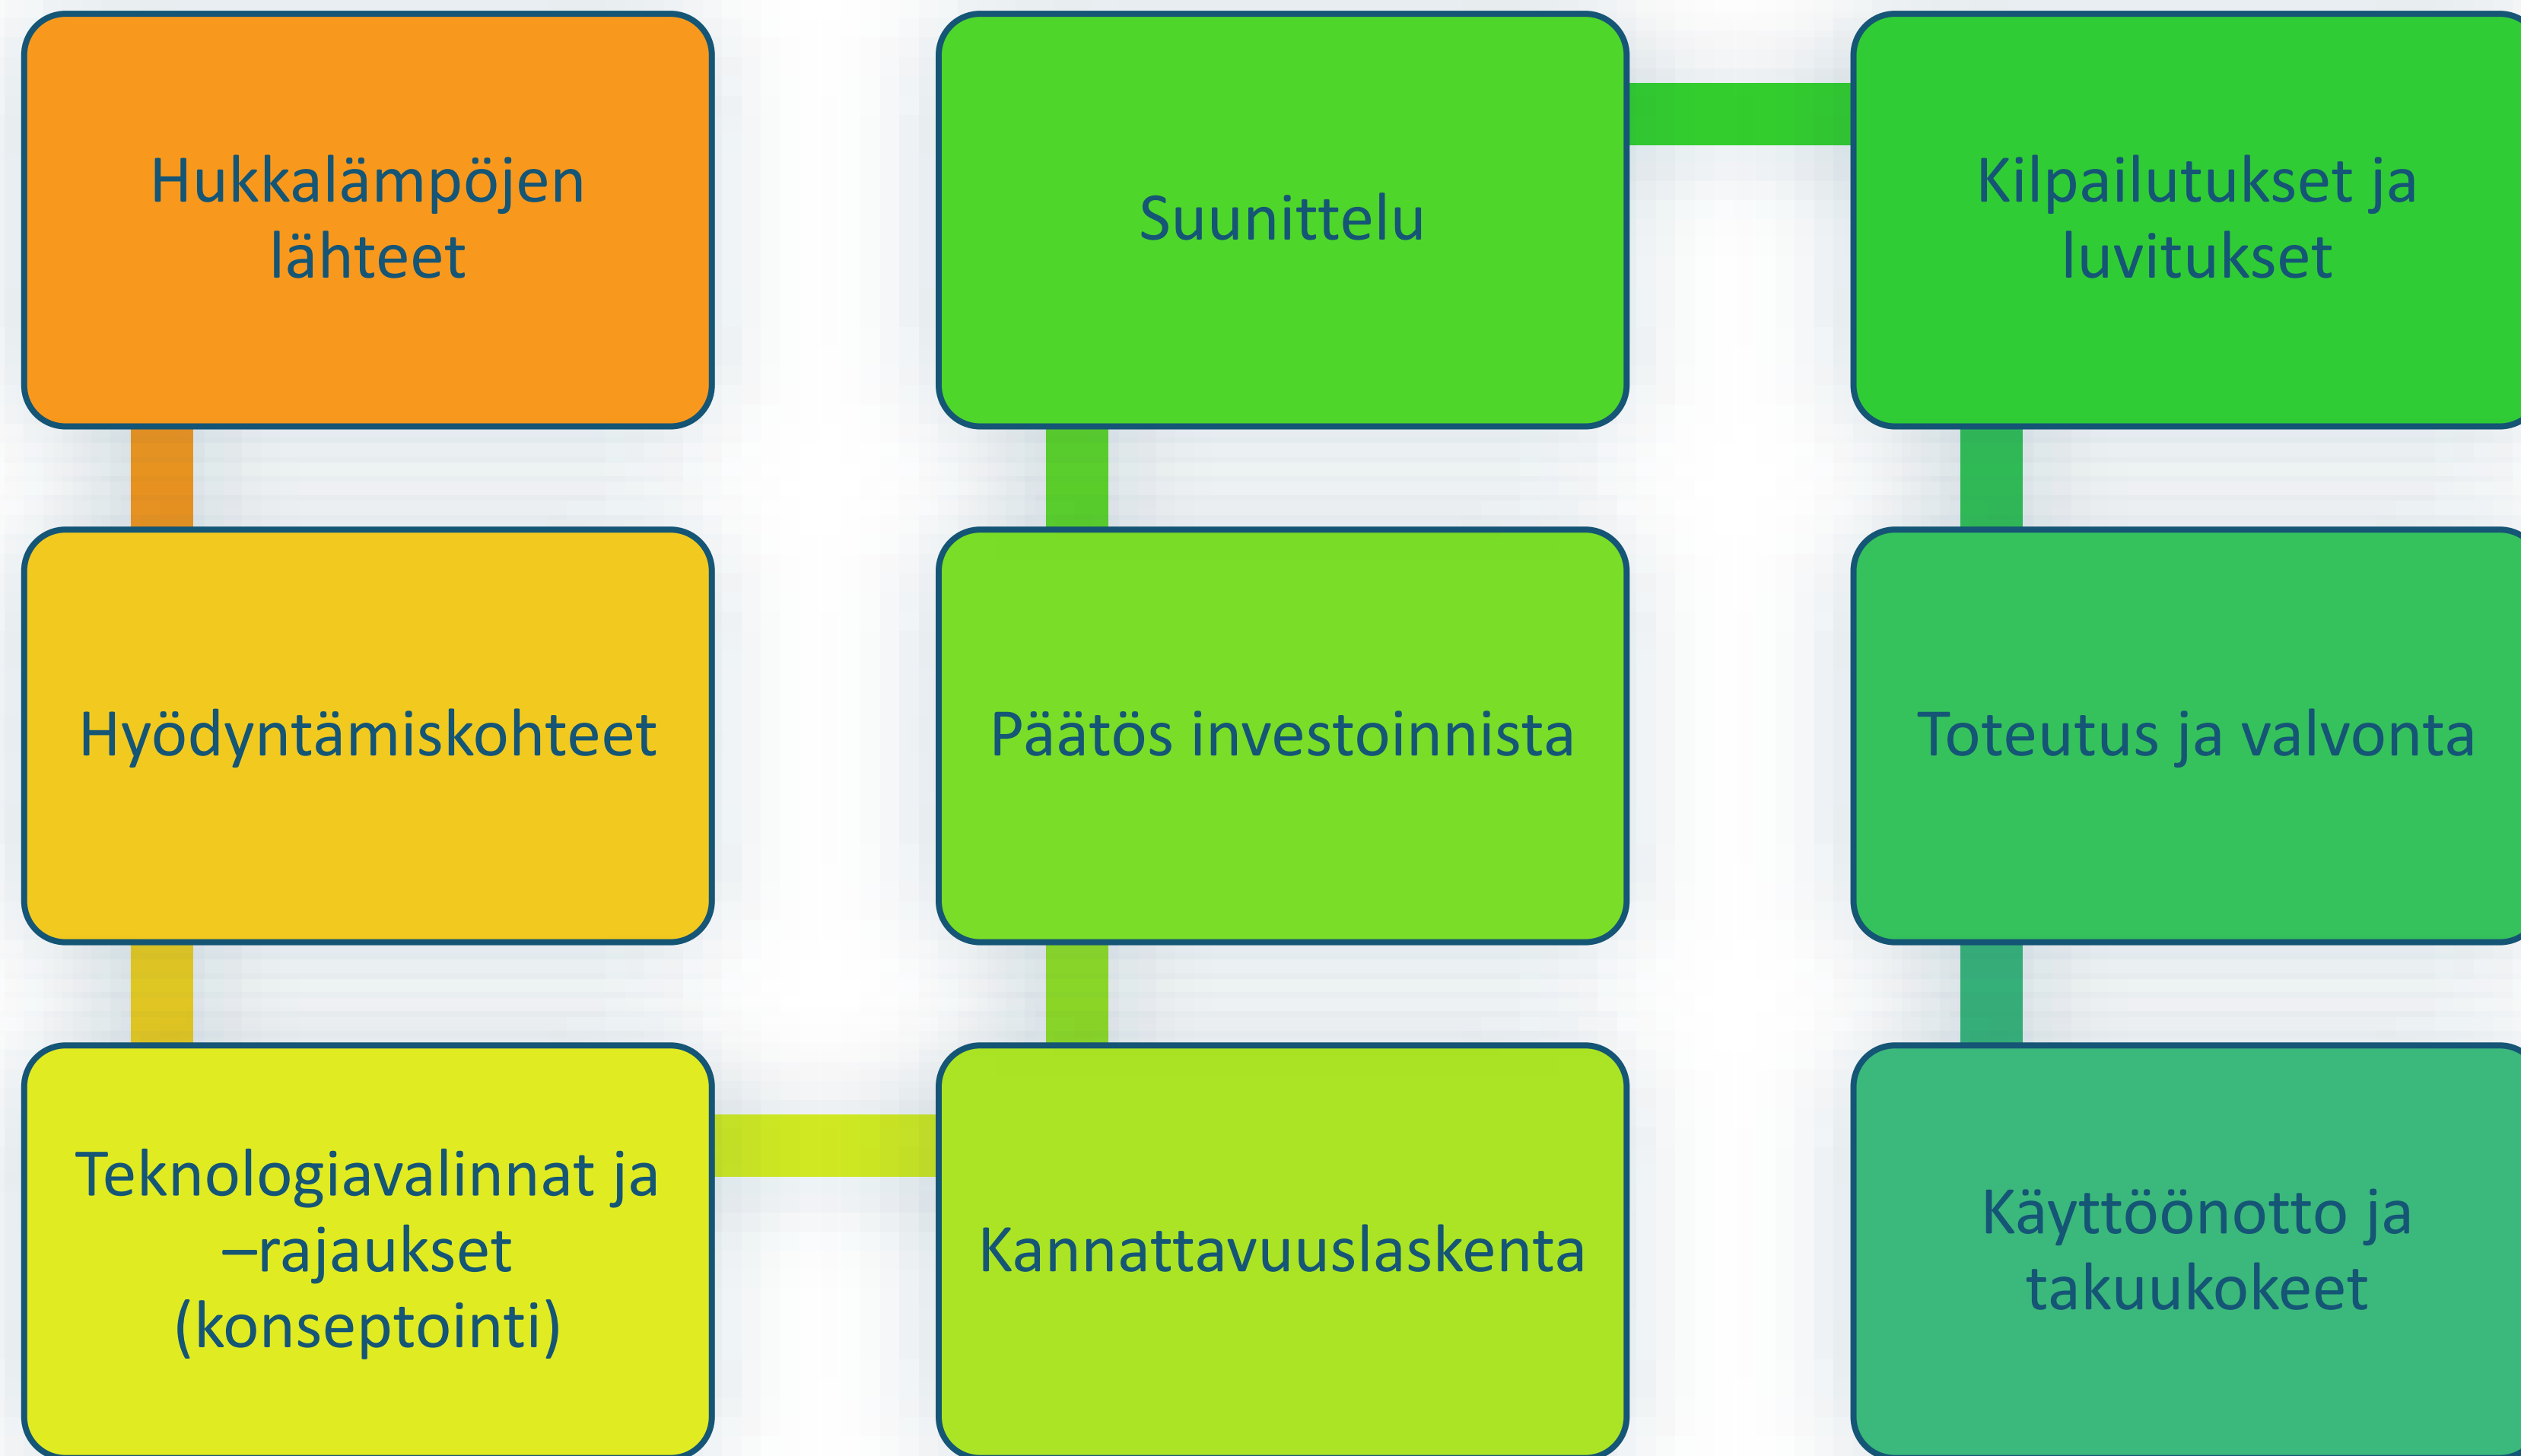 Hukkalämpöjen
lähteet
Hyödyntämiskohteet
Teknologiavalinnat ja
–rajaukset
(konseptointi)
Kannattavuuslaskenta
Päätös investoinnista
Suunittelu
Kilpailutukset ja
luvitukset
Toteutus ja valvonta
Käyttöönotto ja
takuukokeet